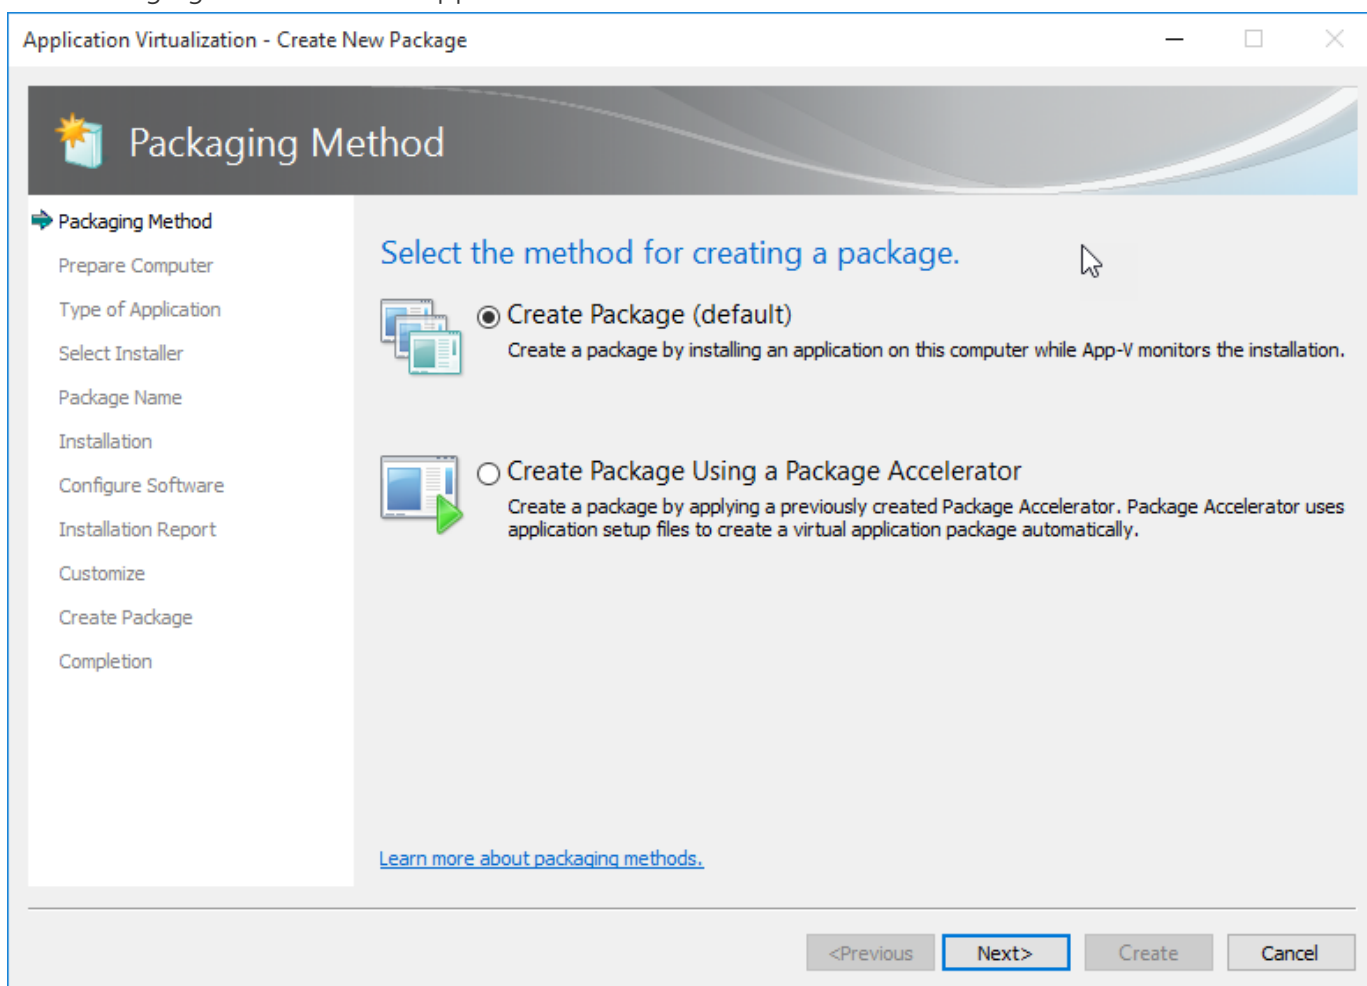 Application Virtualization - Create New Package
Packaging Method
Packaging Method
Prepare Computer
Type of Application
Select Installer
Package Name
Installation
Configure Software
Installation Report
Customize
Create Package
Completion
Select the method for creating a package.
Create Package (default)
Create a package by installing an application on this computer while App-V monitors the installation.
Create Package Using a Package Accelerator
Create a package by applying a previously created Package Accelerator. Package Accelerator uses
application setup files to create a virtual application package automatically.
Learn more about packaging methods.
<Previous
Next>
Create
Cancel